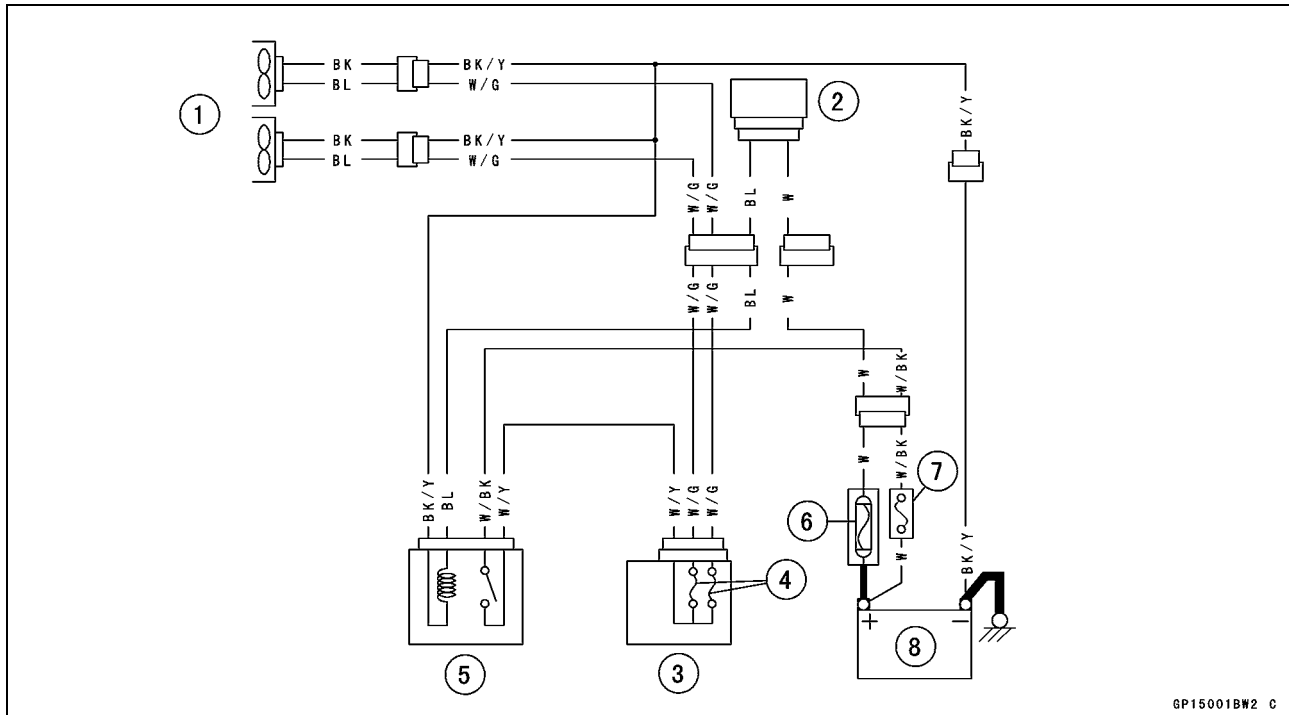 BK BK/Y
BL W/G
1
2
BK BK/Y
BL W/G
BK/Y
W/G W/G BL W
W/G W/G BL W
W W/BK
W W/BK
7
6
BK/Y BL W/BK W/Y
W/Y W/G W/G
W
BK/Y
4
+ −
8
5
3
GP15001BW2 C